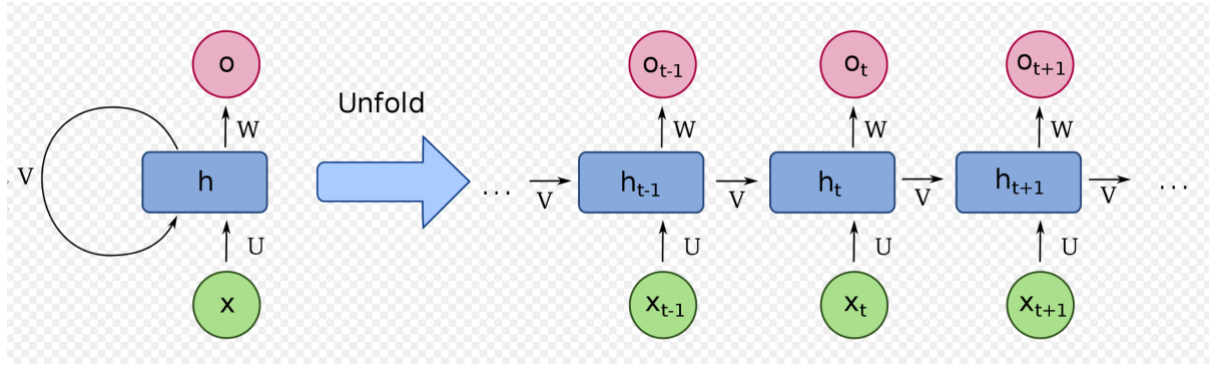 o
W
V
h
U
x
Unfold
...
V
o_{t-1}
W
h_{t-1}
U
x_{t-1}
V
o_t
W
h_t
U
x_t
V
o_{t+1}
W
h_{t+1}
U
x_{t+1}
V
...